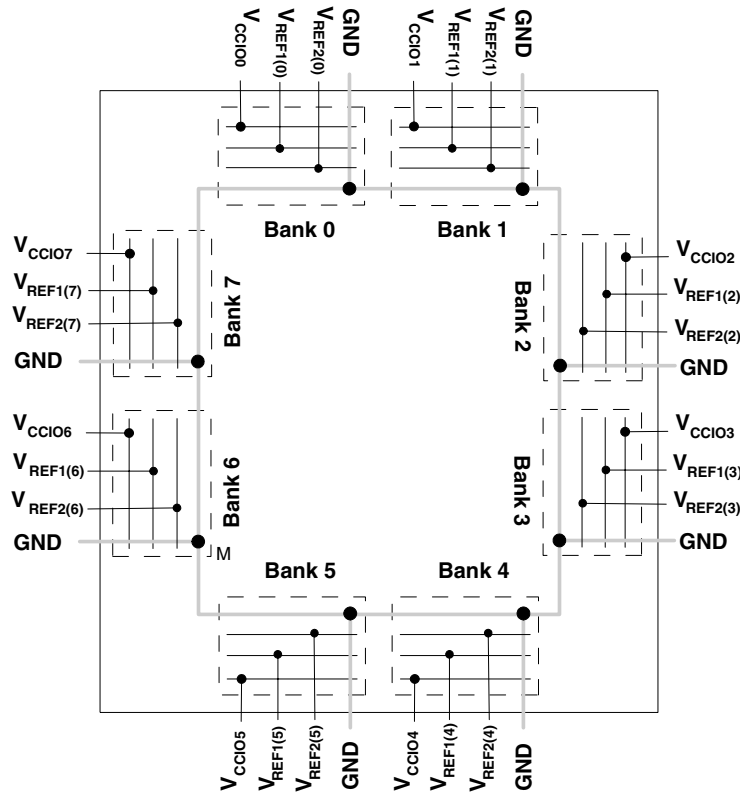 VCCIO0
VREF1(0)
VREF2(0)
GND
VCCIO1
VREF1(1)
VREF2(1)
GND
Bank 0
Bank 1
VCCIO7
VREF1(7)
VREF2(7)
GND
Bank 7
Bank 2
VCCIO2
VREF1(2)
VREF2(2)
GND
VCCIO6
VREF1(6)
VREF2(6)
GND
Bank 6
M
Bank 3
VCCIO3
VREF1(3)
VREF2(3)
GND
Bank 5
Bank 4
VCCIO5
VREF1(5)
VREF2(5)
GND
VCCIO4
VREF1(4)
VREF2(4)
GND